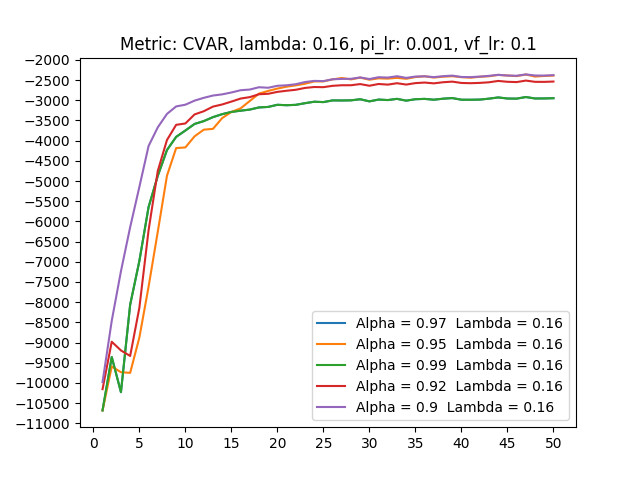 Metric: CVAR, lambda: 0.16, pi_lr: 0.001, vf_lr: 0.1
−2000
−2500
−3000
−3500
−4000
−4500
−5000
−5500
−6000
−6500
−7000
−7500
−8000
−8500
−9000
−9500
−10000
−10500
−11000
Alpha = 0.97  Lambda = 0.16
Alpha = 0.95  Lambda = 0.16
Alpha = 0.99  Lambda = 0.16
Alpha = 0.92  Lambda = 0.16
Alpha = 0.9  Lambda = 0.16
0 5 10 15 20 25 30 35 40 45 50